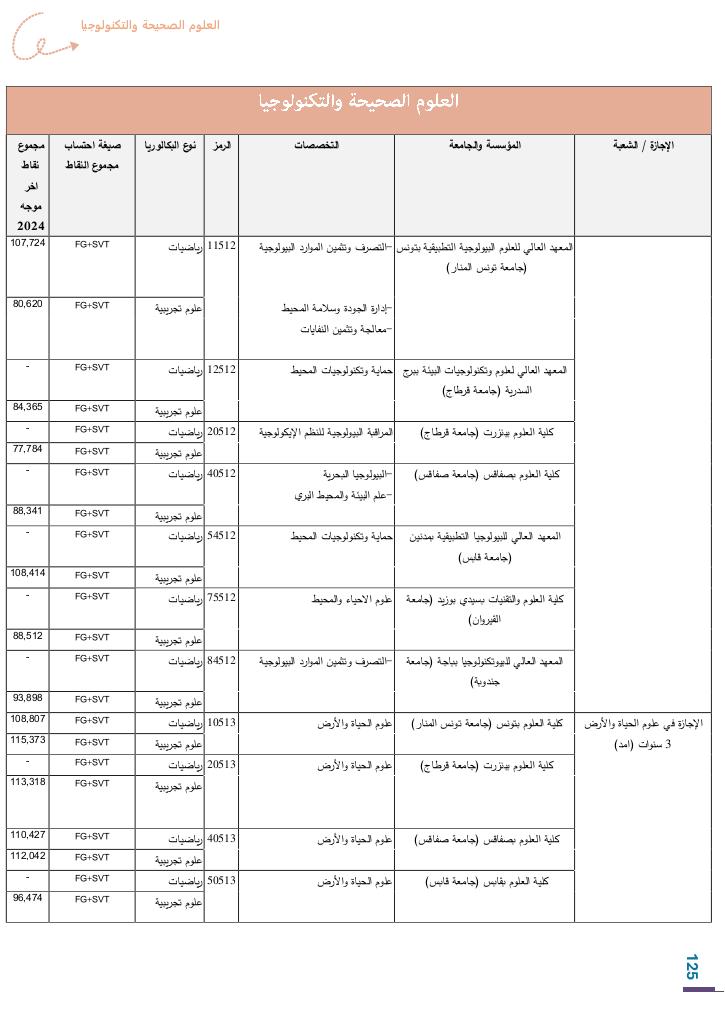 العلوم الصحيحة والتكنولوجيا
العلوم الصحيحة والتكنولوجيا
الإجازة / الشعبة المؤسسة والجامعة التخصصات الرمز نوع البكالوريا صيغة احتساب مجموع النقاط مجموع نقاط اخر موجه 2024
المعهد العالي للعلوم البيولوجية التطبيقية بتونس (جامعة تونس المنار) -التصرف وتثمين الموارد البيولوجية 11512 رياضيات FG+SVT 107,724
-إدارة الجودة وسلامة المحيط
-معالجة وتثمين النفايات
علوم تجريبية FG+SVT 80,620
المعهد العالي لعلوم وتكنولوجيات البيئة ببرج السدرية (جامعة قرطاج) حماية وتكنولوجيات المحيط 12512 رياضيات FG+SVT -
علوم تجريبية FG+SVT 84,365
كلية العلوم ببنزرت (جامعة قرطاج) المراقبة البيولوجية للنظم الإيكولوجية 20512 رياضيات FG+SVT -
علوم تجريبية FG+SVT 77,784
كلية العلوم بصفاقس (جامعة صفاقس) -البيولوجيا البحرية 40512 رياضيات FG+SVT -
-علم البيئة والمحيط البري
علوم تجريبية FG+SVT 88,341
المعهد العالي للبيولوجيا التطبيقية بمدنين (جامعة قابس) حماية وتكنولوجيات المحيط 54512 رياضيات FG+SVT -
علوم تجريبية FG+SVT 108,414
كلية العلوم والتقنيات بسيدي بوزيد (جامعة القيروان) علوم الاحياء والمحيط 75512 رياضيات FG+SVT -
علوم تجريبية FG+SVT 88,512
المعهد العالي للبيوتكنولوجيا بباجة (جامعة جندوبة) -التصرف وتثمين الموارد البيولوجية 84512 رياضيات FG+SVT -
علوم تجريبية FG+SVT 93,898
الإجازة في علوم الحياة والأرض كلية العلوم بتونس (جامعة تونس المنار) علوم الحياة والأرض 10513 رياضيات FG+SVT 108,807
3 سنوات (امد) علوم تجريبية FG+SVT 115,373
كلية العلوم ببنزرت (جامعة قرطاج) علوم الحياة والأرض 20513 رياضيات FG+SVT -
علوم تجريبية FG+SVT 113,318
كلية العلوم بصفاقس (جامعة صفاقس) علوم الحياة والأرض 40513 رياضيات FG+SVT 110,427
علوم تجريبية FG+SVT 112,042
كلية العلوم بقابس (جامعة قابس) علوم الحياة والأرض 50513 رياضيات FG+SVT -
علوم تجريبية FG+SVT 96,474
125